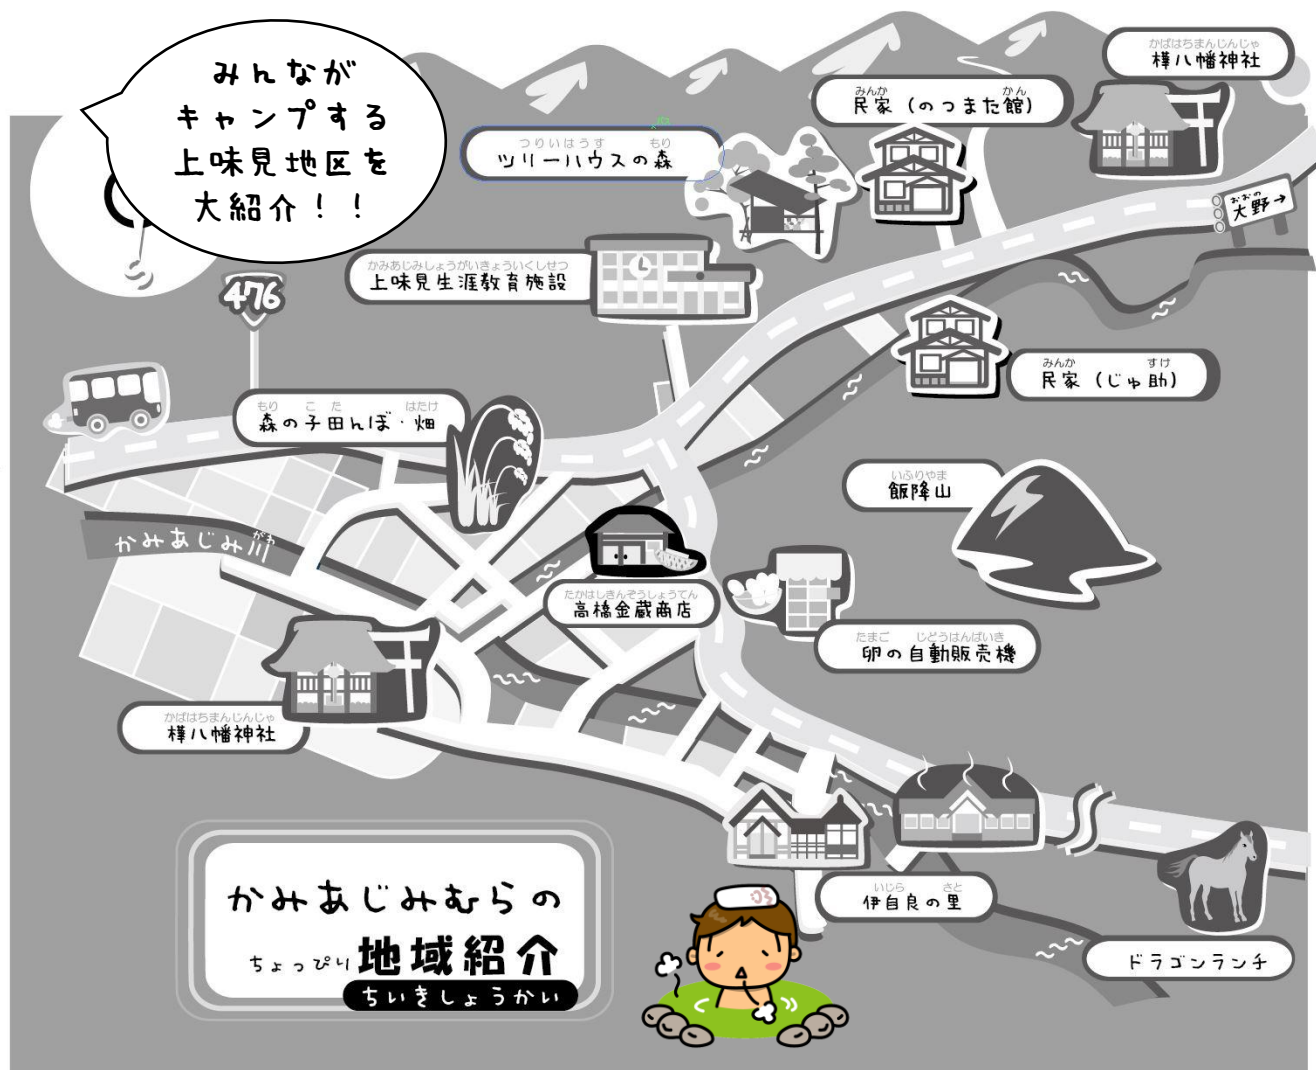 みんなが
キャンプする
上味見地区を
大紹介！！
かばはちまんじんじゃ
樺八幡神社
みんか かん
民家（のつまた館）
つりいはうす もり
ツリーハウスの森
おおの
大野→
かみあじみしょうがいきょういくしせつ
上味見生涯教育施設
476
みんか すけ
民家（じゅ助）
もり こ た はたけ
森の子田んぼ・畑
いふりやま
飯降山
がわ
かみあじみ川
たかはしきんぞうしょうてん
高橋金蔵商店
たまご じどうはんばいき
卵の自動販売機
かばはちまんじんじゃ
樺八幡神社
いじら さと
伊自良の里
ドラゴンランチ
かみあじみむらの
ちょっぴり地域紹介
ちいきしょうかい